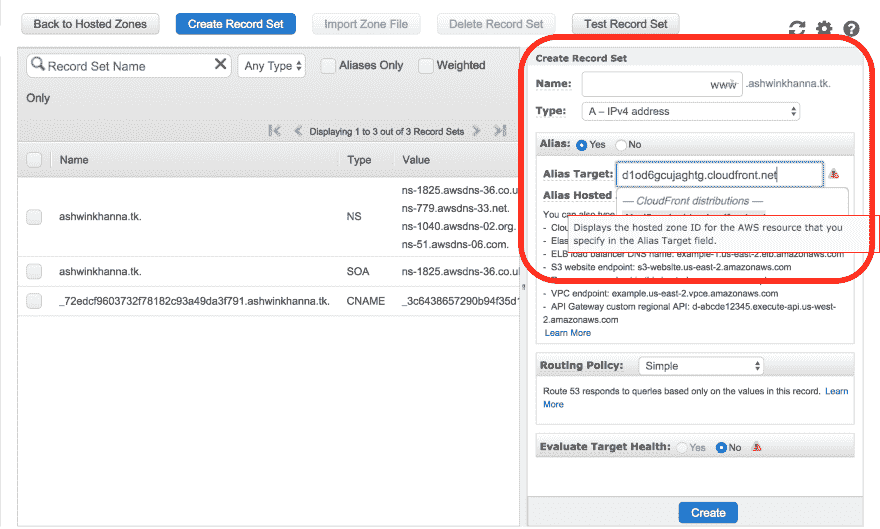 Back to Hosted Zones Create Record Set Import Zone File Delete Record Set Test Record Set
Record Set Name Any Type Aliases Only Weighted
Only
Displaying 1 to 3 out of 3 Record Sets
Name Type Value
ashwinkhanna.tk. NS ns-1825.awsdns-36.co.u
ns-779.awsdns-33.net.
ns-1040.awsdns-02.org.
ns-51.awsdns-06.com.
ashwinkhanna.tk. SOA ns-1825.awsdns-36.co.u
_72edcf9603732f78182c93a49da3f791.ashwinkhanna.tk. CNAME _3c6438657290b94f35d1
Create Record Set
Name: www .ashwinkhanna.tk.
Type: A – IPv4 address
Alias: Yes No
Alias Target: d1od6gcujaghtg.cloudfront.net
Alias Hosted
— CloudFront distributions —
You can also type
Displays the hosted zone ID for the AWS resource that you
specify in the Alias Target field.
- Clou
- Elas
- ELB load balancer DNS name: example-1.us-east-2.elb.amazonaws.com
- S3 website endpoint: s3-website.us-east-2.amazonaws.com
- VPC endpoint: example.us-east-2.vpce.amazonaws.com
- API Gateway custom regional API: d-abcde12345.execute-api.us-west-
2.amazonaws.com
Learn More
Routing Policy: Simple
Route 53 responds to queries based only on the values in this record. Learn
More
Evaluate Target Health: Yes No
Create